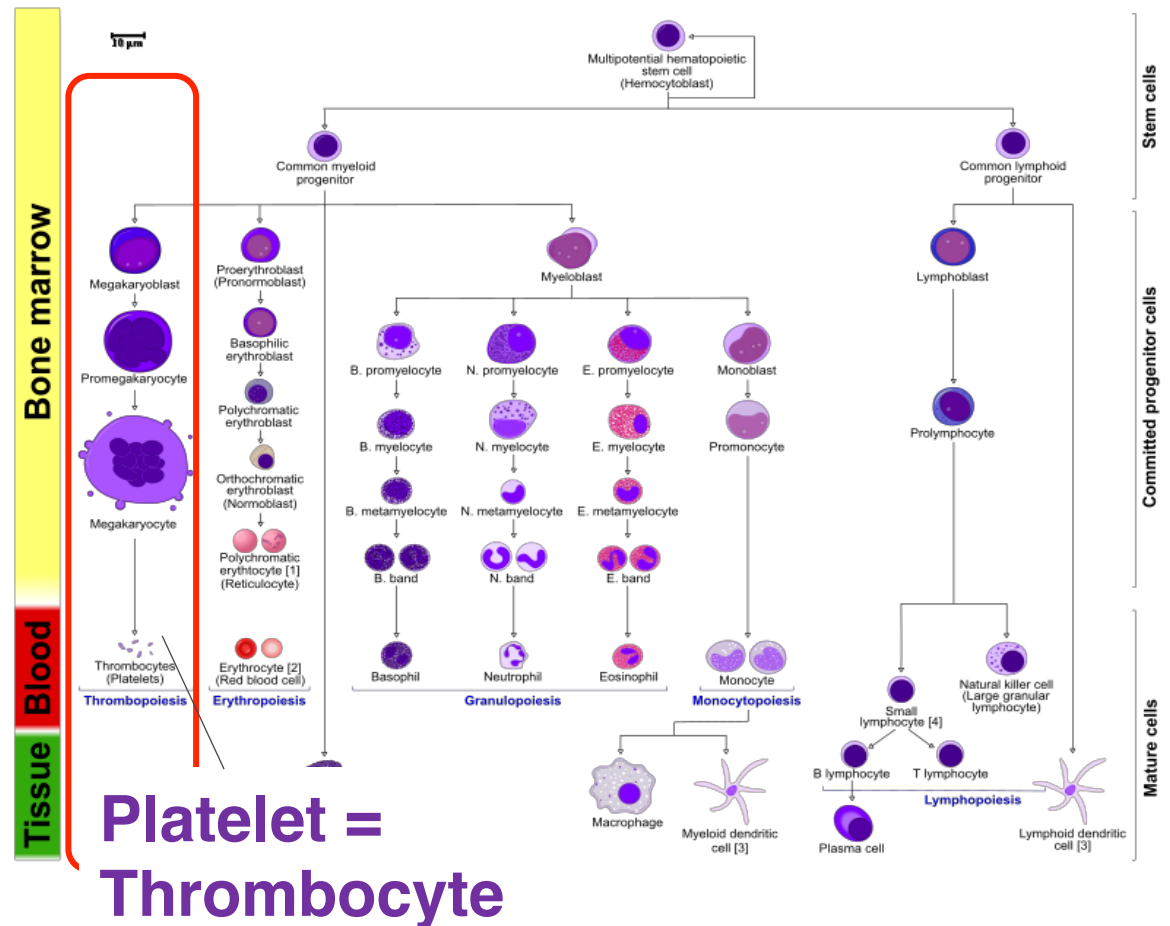 10 µm
Multipotential hematopoietic
stem cell
(Hemocytoblast)
Common myeloid
progenitor
Common lymphoid
progenitor
Megakaryoblast
Proerythroblast
(Pronormoblast)
Myeloblast
Lymphoblast
Promegakaryocyte
Basophilic
erythroblast
B. promyelocyte
N. promyelocyte
E. promyelocyte
Monoblast
Polychromatic
erythroblast
B. myelocyte
N. myelocyte
E. myelocyte
Promonocyte
Prolymphocyte
Megakaryocyte
Orthochromatic
erythroblast
(Normoblast)
B. metamyelocyte
N. metamyelocyte
E. metamyelocyte
Polychromatic
erythtocyte [1]
(Reticulocyte)
B. band
N. band
E. band
Thrombocytes
(Platelets)
Erythrocyte [2]
(Red blood cell)
Basophil
Neutrophil
Eosinophil
Monocyte
Natural killer cell
(Large granular
lymphocyte)
Small
lymphocyte [4]
Thrombopoiesis
Erythropoiesis
Granulopoiesis
Monocytopoiesis
B lymphocyte
T lymphocyte
Lymphopoiesis
Macrophage
Myeloid dendritic
cell [3]
Plasma cell
Lymphoid dendritic
cell [3]
Bone marrow
Blood
Tissue
Stem cells
Committed progenitor cells
Mature cells
Platelet =
Thrombocyte